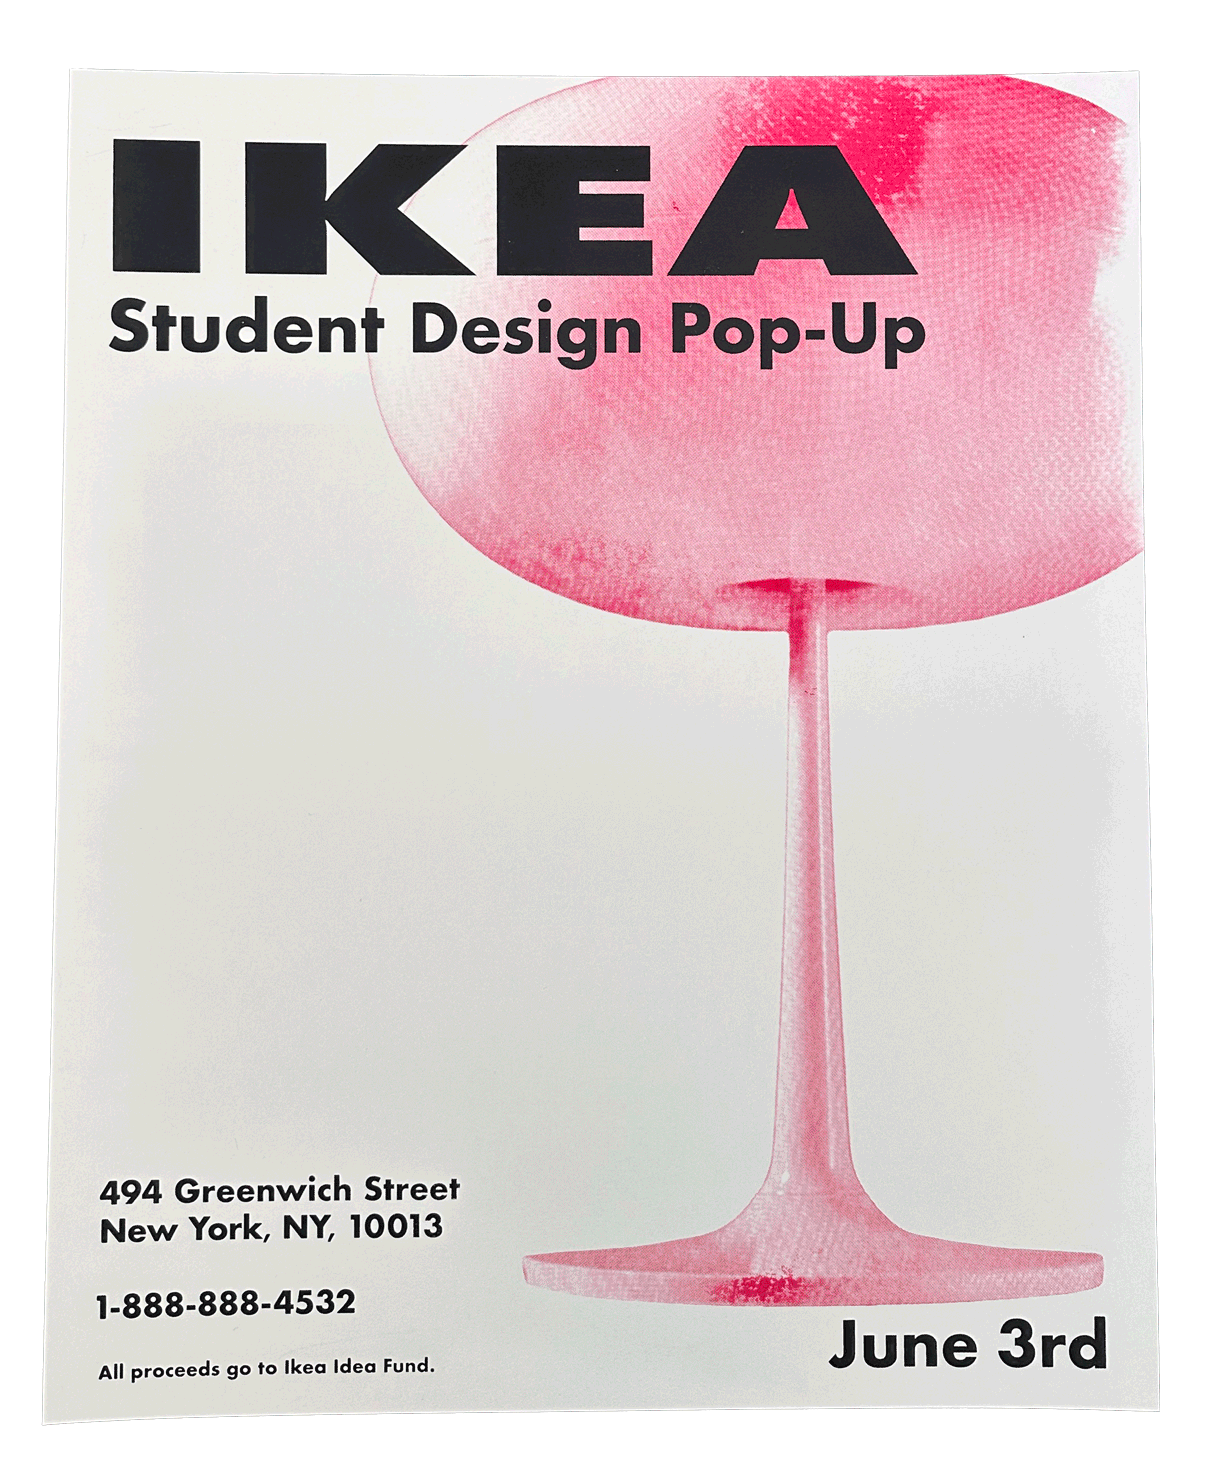 IKEA
Student Design Pop-Up
494 Greenwich Street
New York, NY, 10013
1-888-888-4532
All proceeds go to Ikea Idea Fund.
June 3rd